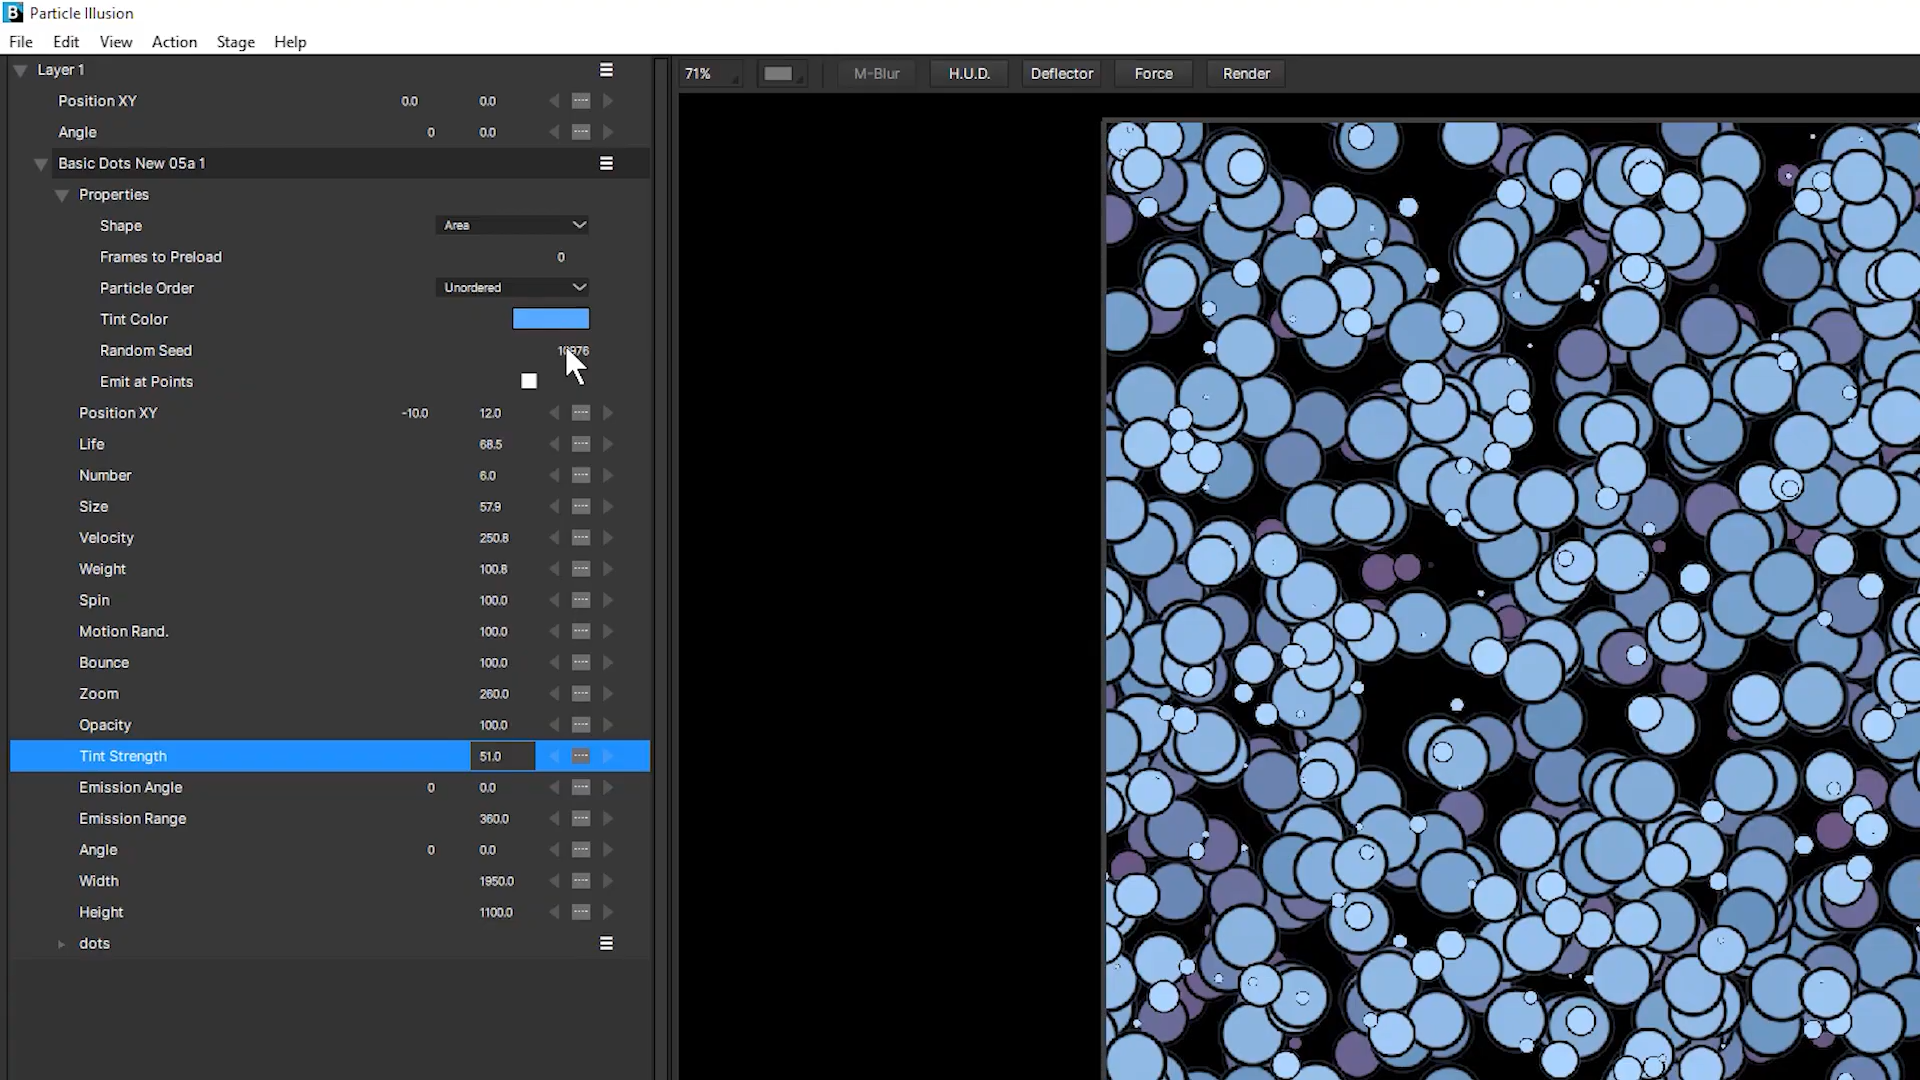 B Particle Illusion
File Edit View Action Stage Help
Layer 1
71% M-Blur H.U.D. Deflector Force Render
Position XY 0.0 0.0
Angle 0 0.0
Basic Dots New 05a 1
Properties
Shape Area
Frames to Preload 0
Particle Order Unordered
Tint Color
Random Seed
Emit at Points
Position XY -10.0 12.0
Life 68.5
Number 6.0
Size 57.9
Velocity 250.8
Weight 100.8
Spin 100.0
Motion Rand. 100.0
Bounce 100.0
Zoom 260.0
Opacity 100.0
Tint Strength 51.0
Emission Angle 0 0.0
Emission Range 360.0
Angle 0 0.0
Width 1950.0
Height 1100.0
dots